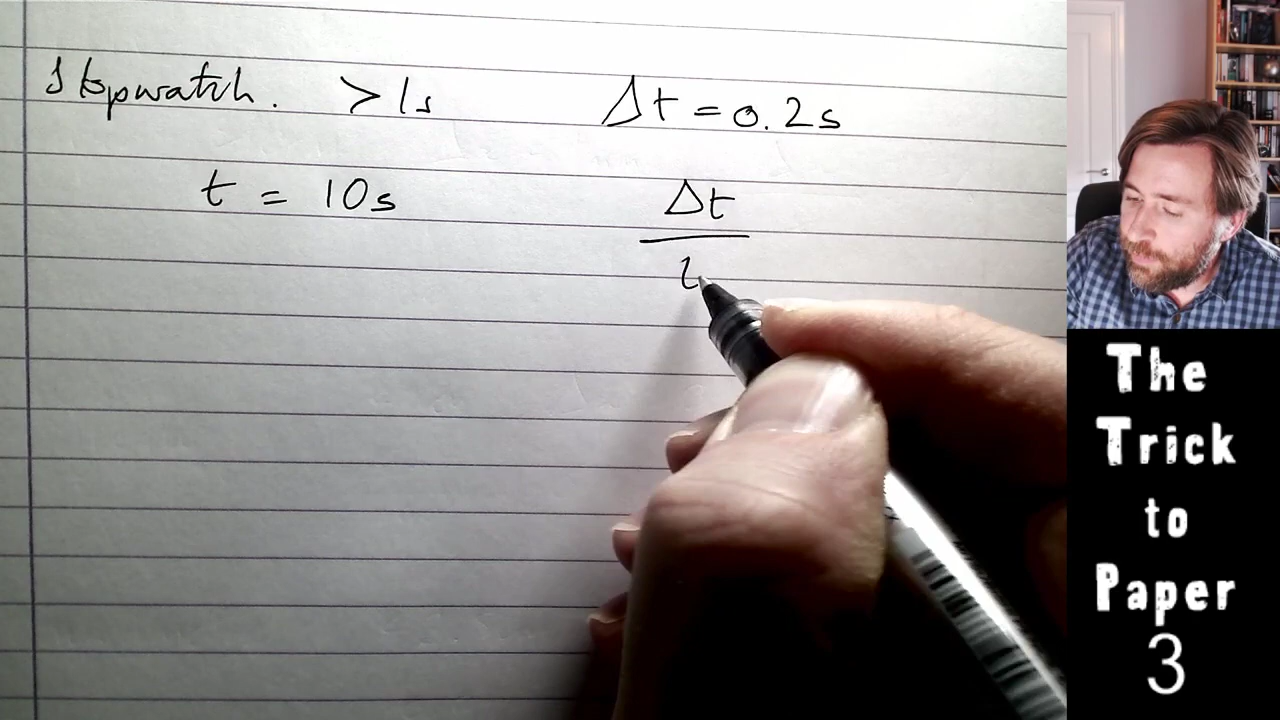 Stopwatch. >1s Δt = 0.2s
t = 10s Δt
t
The
Trick
to
Paper
3